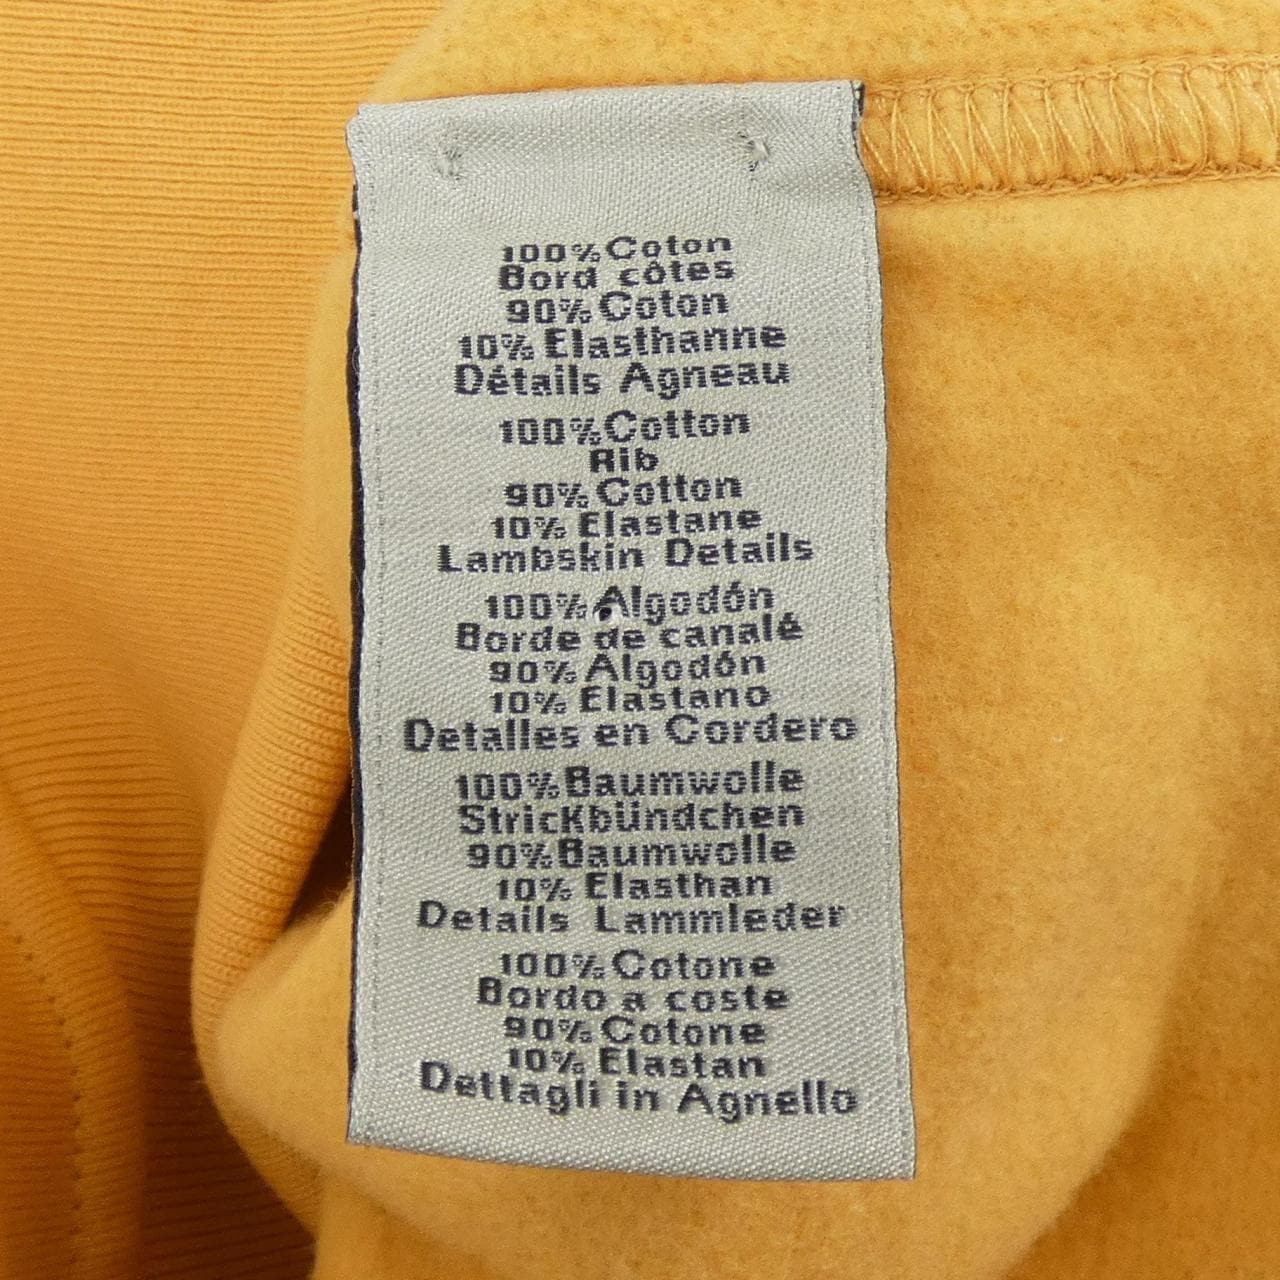 100% Coton
Bord côtes
90% Coton
10% Elasthanne
Détails Agneau
100% Cotton
Rib
90% Cotton
10% Elastane
Lambskin Details
100% Algodón
Borde de canalé
90% Algodón
10% Elastano
Detalles en Cordero
100% Baumwolle
Strickbündchen
90% Baumwolle
10% Elasthan
Details Lammleder
100% Cotone
Bordo a coste
90% Cotone
10% Elastan
Dettagli in Agnello